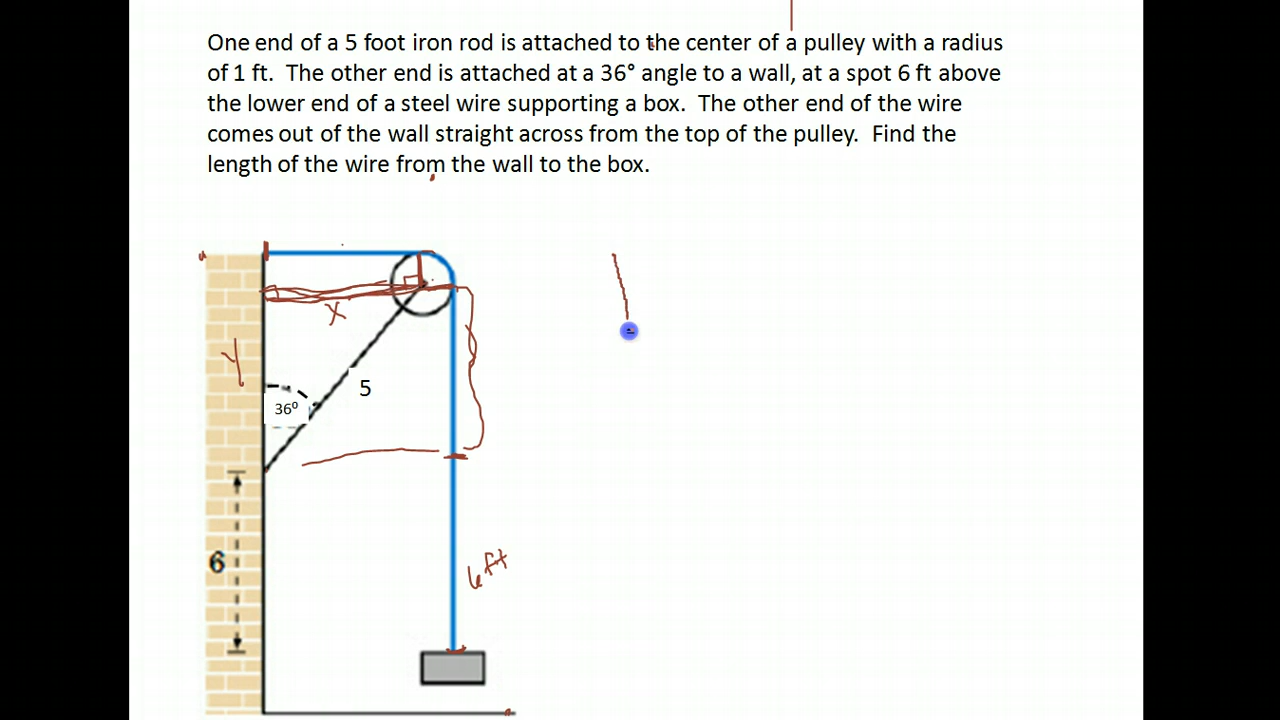 One end of a 5 foot iron rod is attached to the center of a pulley with a radius
of 1 ft. The other end is attached at a 36° angle to a wall, at a spot 6 ft above
the lower end of a steel wire supporting a box. The other end of the wire
comes out of the wall straight across from the top of the pulley. Find the
length of the wire from the wall to the box.
x
y
5
36⁰
6
6 ft